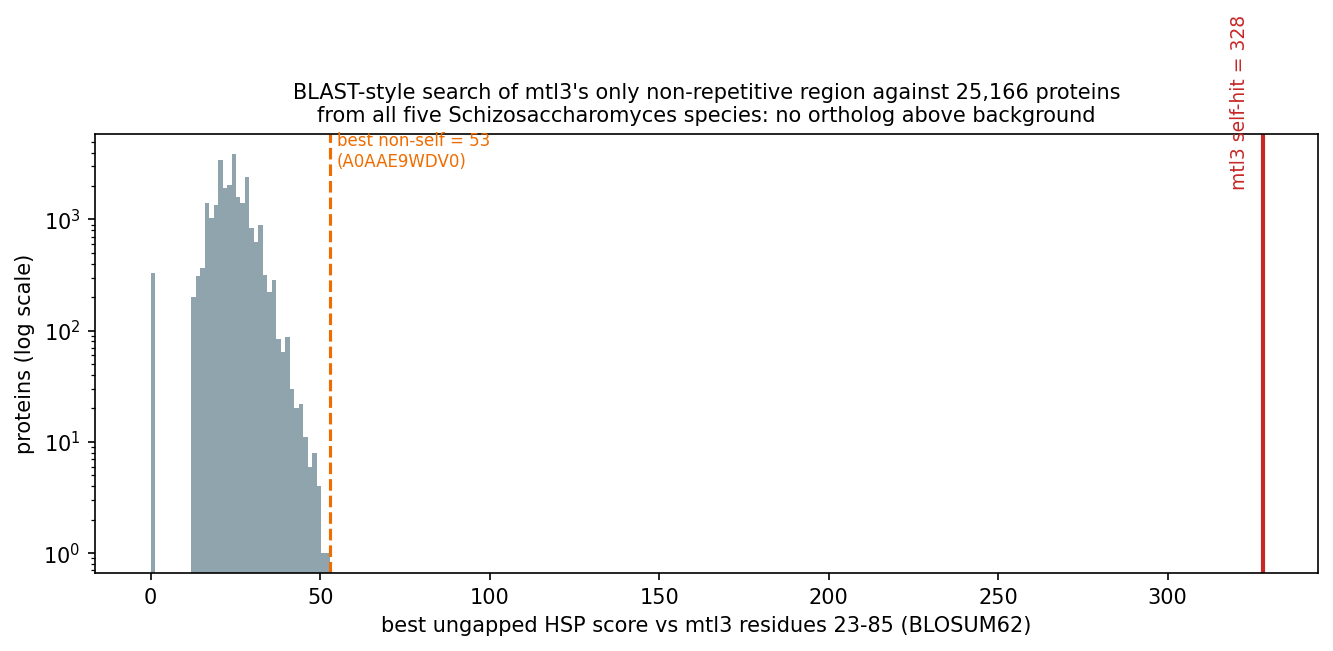 mtl3 self-hit = 328
BLAST-style search of mtl3's only non-repetitive region against 25,166 proteins
from all five Schizosaccharomyces species: no ortholog above background
best non-self = 53
(A0AAE9WDV0)
proteins (log scale)
10³
10²
10¹
10⁰
0 50 100 150 200 250 300
best ungapped HSP score vs mtl3 residues 23-85 (BLOSUM62)